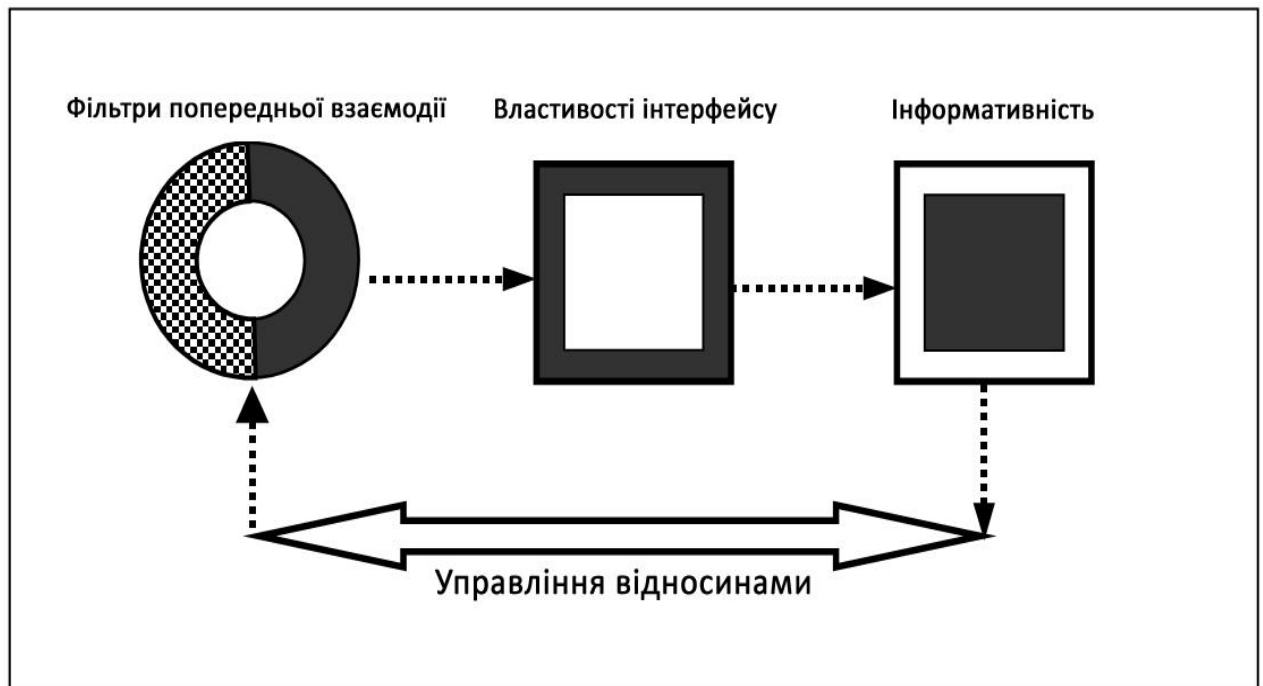 Фільтри попередньої взаємодії
Властивості інтерфейсу
Інформативність
Управління відносинами